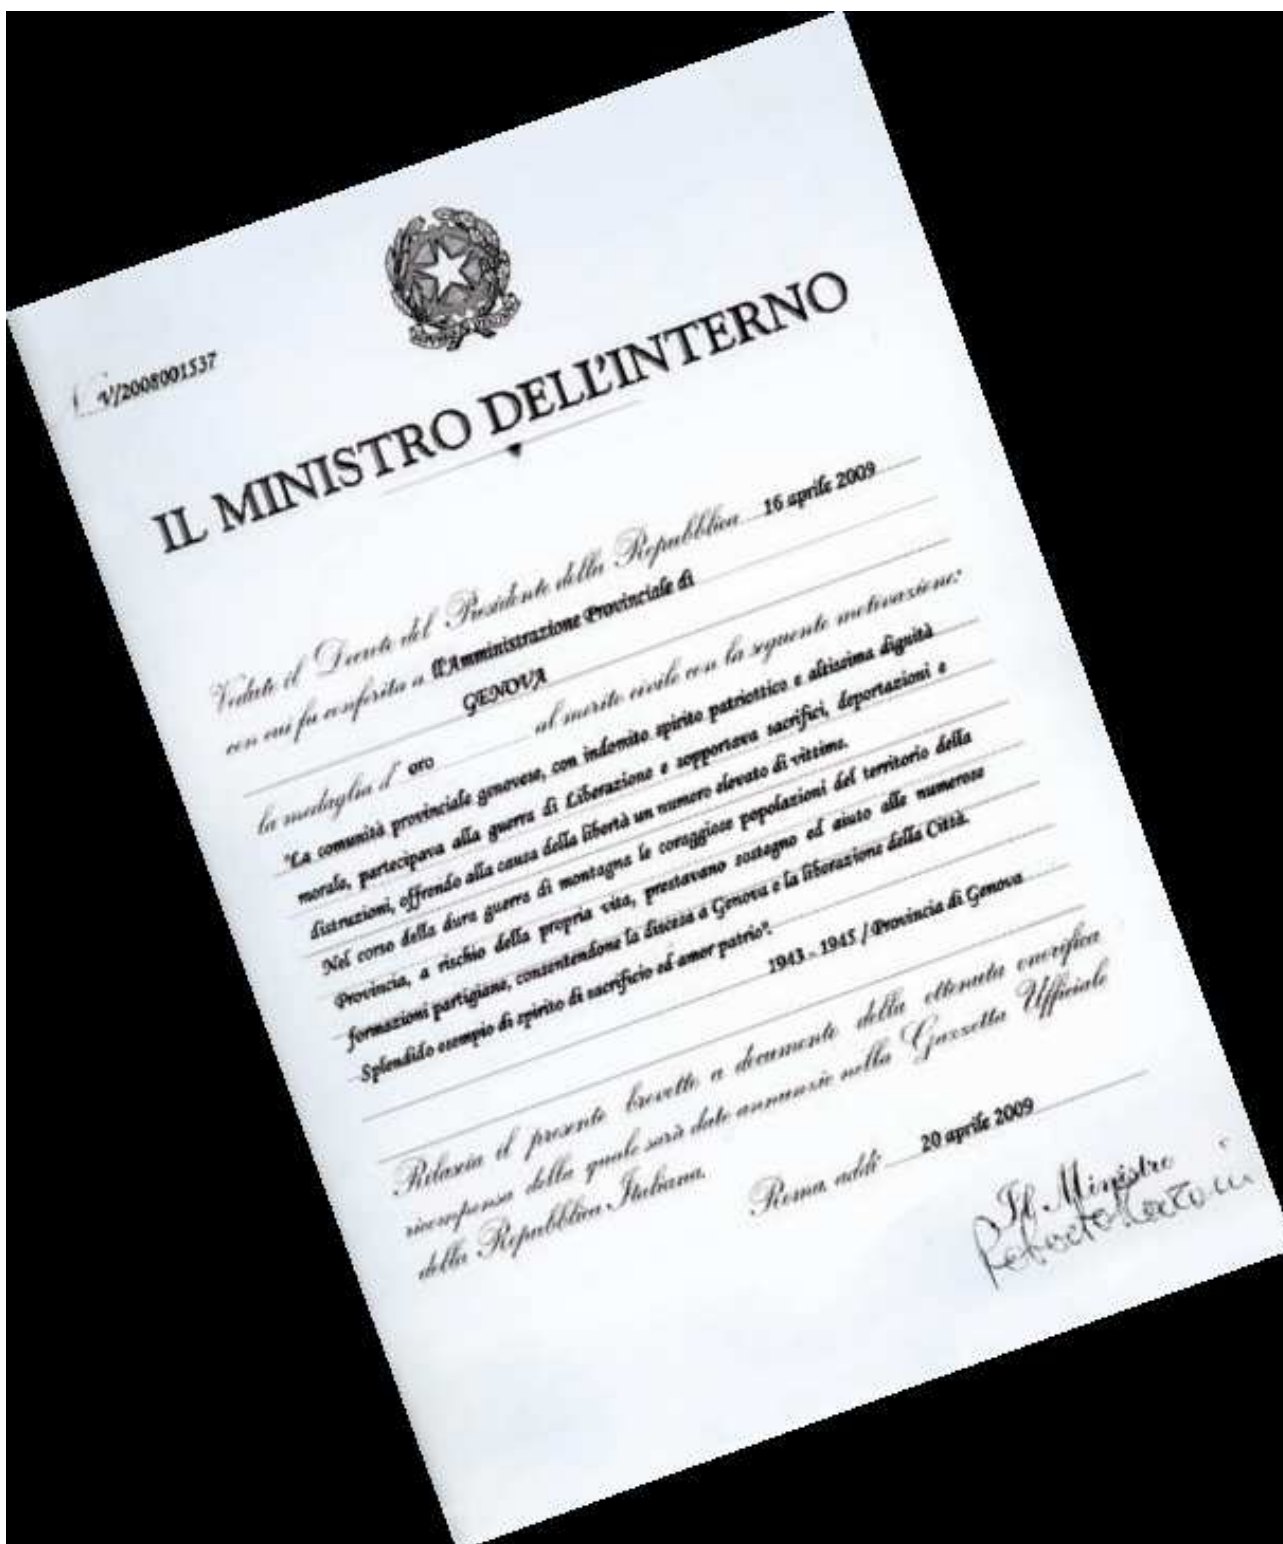 N. V/2008001537
IL MINISTRO DELL'INTERNO
Veduto il Decreto del Presidente della Repubblica 16 aprile 2009
con cui fu conferita a ll'Amministrazione Provinciale di
GENOVA
la medaglia d' oro al merito civile con la seguente motivazione:
"La comunità provinciale genovese, con indomito spirito patriottico e altissima dignità
morale, partecipava alla guerra di Liberazione e sopportava sacrifici, deportazioni e
distruzioni, offrendo alla causa della libertà un numero elevato di vittime.
Nel corso della dura guerra di montagna le coraggiose popolazioni del territorio della
Provincia, a rischio della propria vita, prestavano sostegno ed aiuto alle numerose
formazioni partigiane, consentendone la discesa a Genova e la liberazione della Città.
Splendido esempio di spirito di sacrificio ed amor patrio".
1943 - 1945 / Provincia di Genova
Rilascia il presente brevetto a documento della ottenuta onorifica
ricompensa della quale sarà dato annunzio nella Gazzetta Ufficiale
della Repubblica Italiana.
Roma, addì 20 aprile 2009
Il Ministro